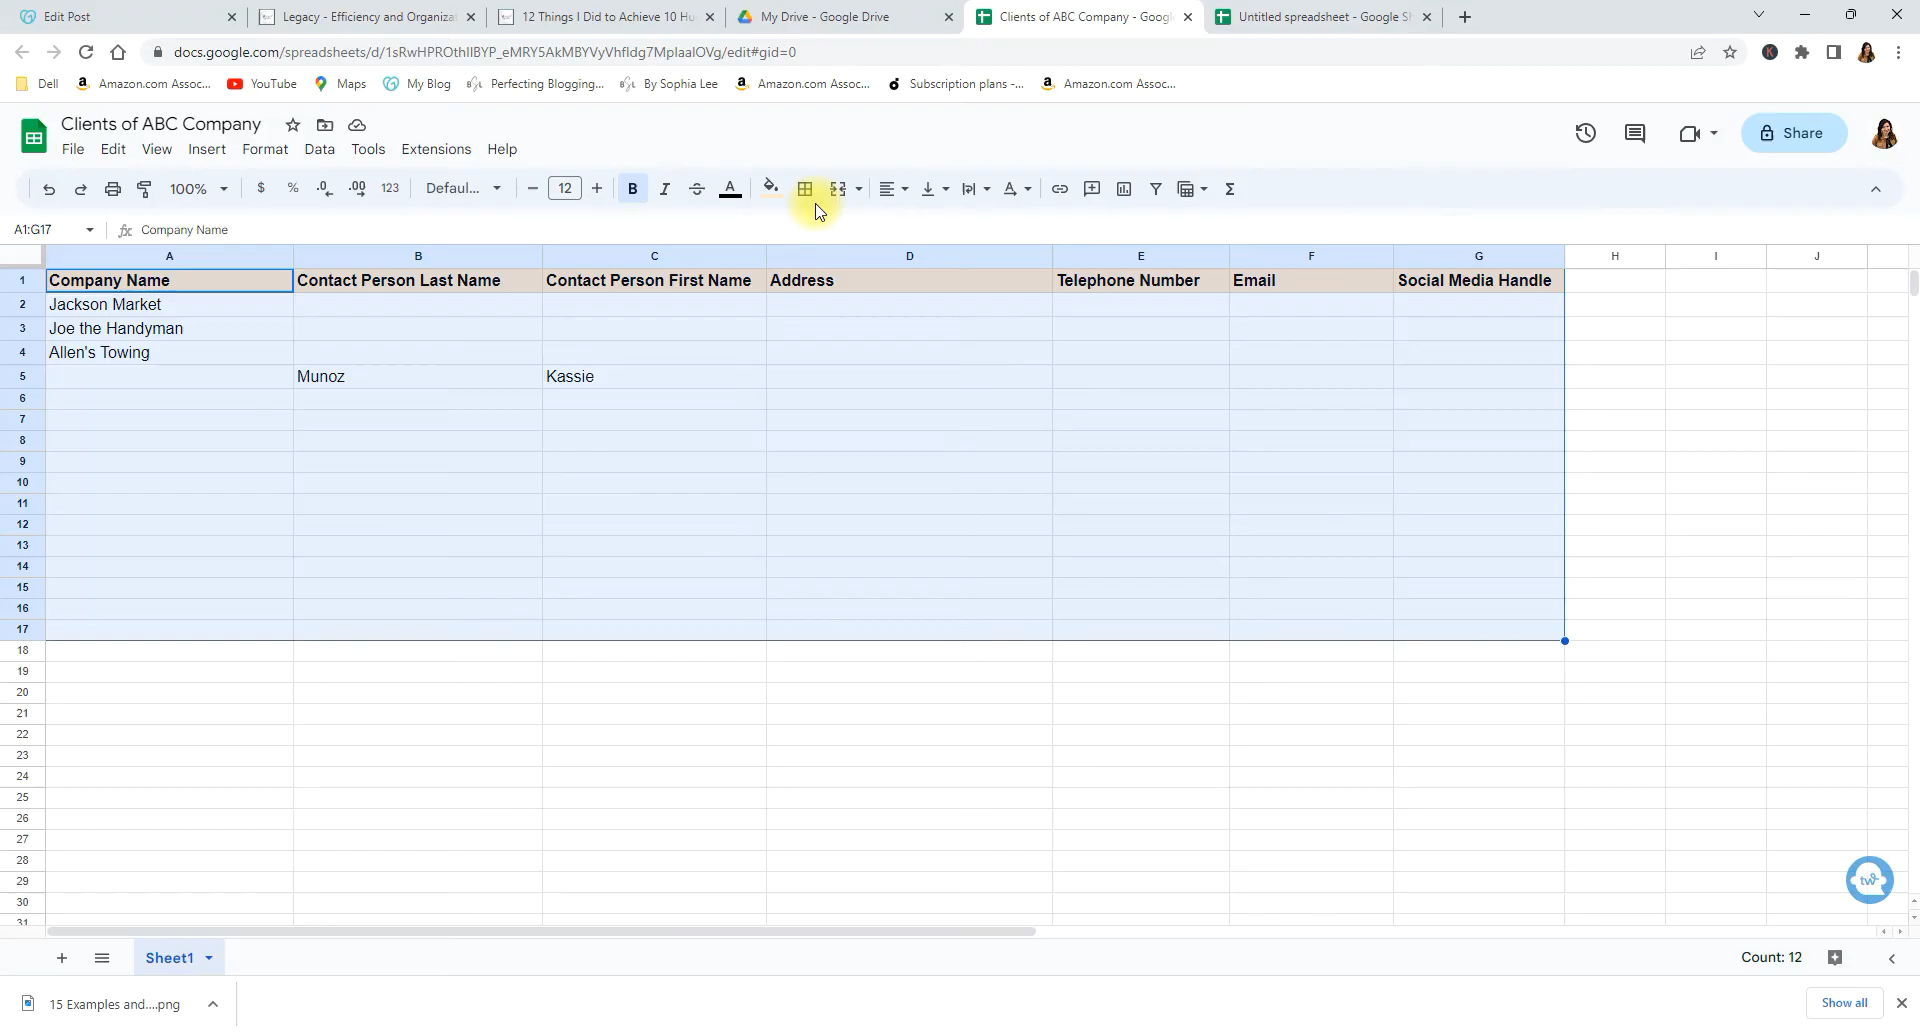 Edit Post
Legacy - Efficiency and Organizat
12 Things I Did to Achieve 10 Hu
My Drive - Google Drive
Clients of ABC Company - Googl
Untitled spreadsheet - Google Sh
docs.google.com/spreadsheets/d/
Dell
Amazon.com Assoc...
YouTube
Maps
My Blog
Perfecting Blogging...
By Sophia Lee
Amazon.com Assoc...
Subscription plans -...
Amazon.com Assoc...
Clients of ABC Company
File Edit View Insert Format Data Tools Extensions Help
Share
100% $ % .0 .00 123 Defaul... 12 B I A
A1:G17 fx Company Name
A B C D E F G H I J
1 Company Name Contact Person Last Name Contact Person First Name Address Telephone Number Email Social Media Handle
2 Jackson Market
3 Joe the Handyman
4 Allen's Towing
5 Munoz Kassie
6
7
8
9
10
11
12
13
14
15
16
17
18
19
20
21
22
23
24
25
26
27
28
29
30
31
tw
Sheet1
Count: 12
15 Examples and....png
Show all